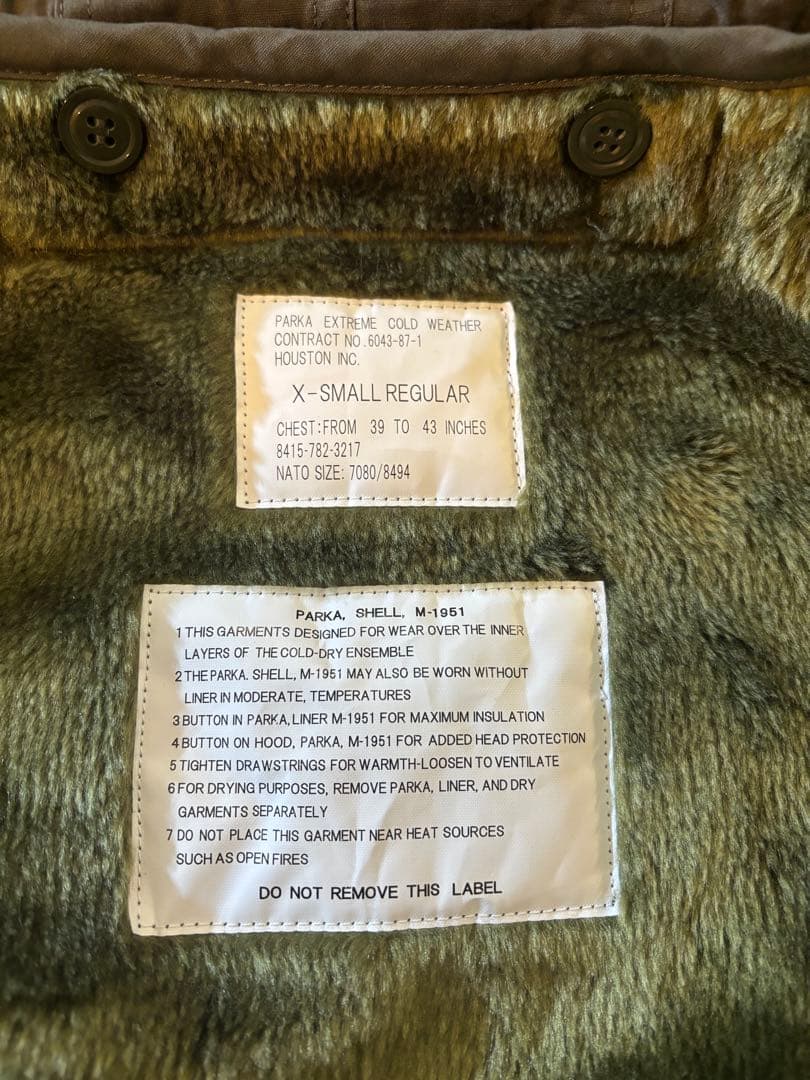 PARKA EXTREME COLD WEATHER
CONTRACT NO.6043-87-1
HOUSTON INC.
X-SMALL REGULAR
CHEST:FROM 39 TO 43 INCHES
8415-782-3217
NATO SIZE: 7080/8494
PARKA, SHELL, M-1951
1 THIS GARMENTS DESIGNED FOR WEAR OVER THE INNER
LAYERS OF THE COLD-DRY ENSEMBLE
2 THE PARKA. SHELL, M-1951 MAY ALSO BE WORN WITHOUT
LINER IN MODERATE, TEMPERATURES
3 BUTTON IN PARKA, LINER M-1951 FOR MAXIMUM INSULATION
4 BUTTON ON HOOD, PARKA, M-1951 FOR ADDED HEAD PROTECTION
5 TIGHTEN DRAWSTRINGS FOR WARMTH-LOOSEN TO VENTILATE
6 FOR DRYING PURPOSES, REMOVE PARKA, LINER, AND DRY
GARMENTS SEPARATELY
7 DO NOT PLACE THIS GARMENT NEAR HEAT SOURCES
SUCH AS OPEN FIRES
DO NOT REMOVE THIS LABEL